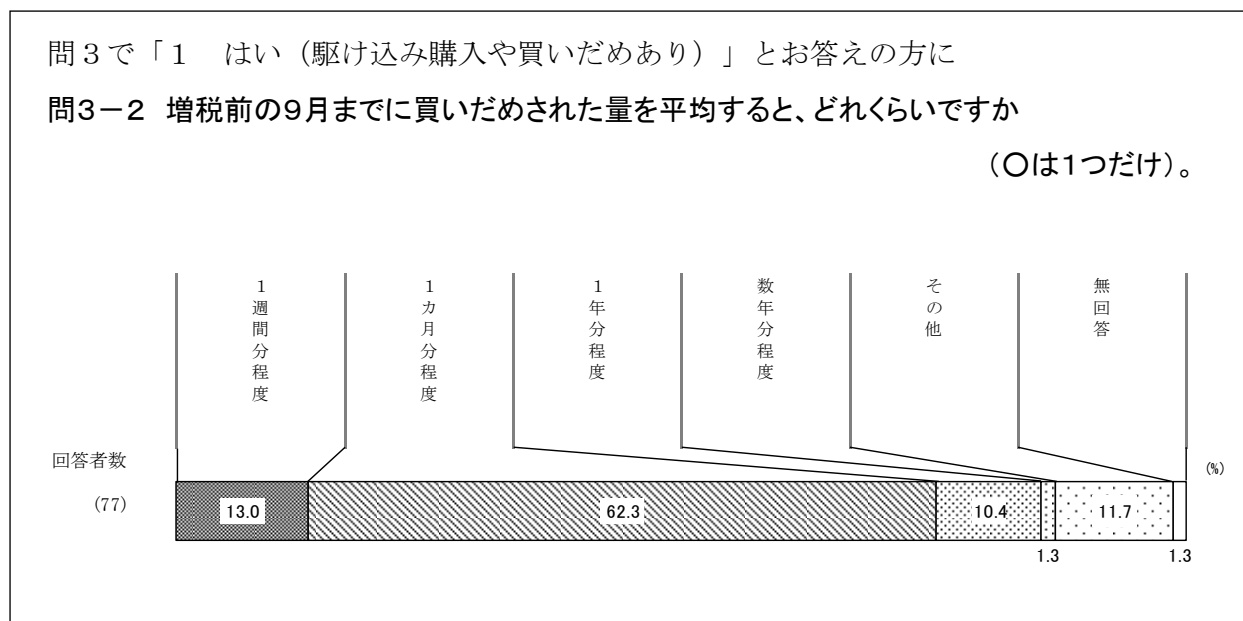 問3で「1　はい（駆け込み購入や買いだめあり）」とお答えの方に
問3－2 増税前の9月までに買いだめされた量を平均すると、どれくらいですか
（〇は1つだけ）。
1週間分程度
1カ月分程度
1年分程度
数年分程度
その他
無回答
回答者数
(%)
(77)
13.0
62.3
10.4
11.7
1.3
1.3